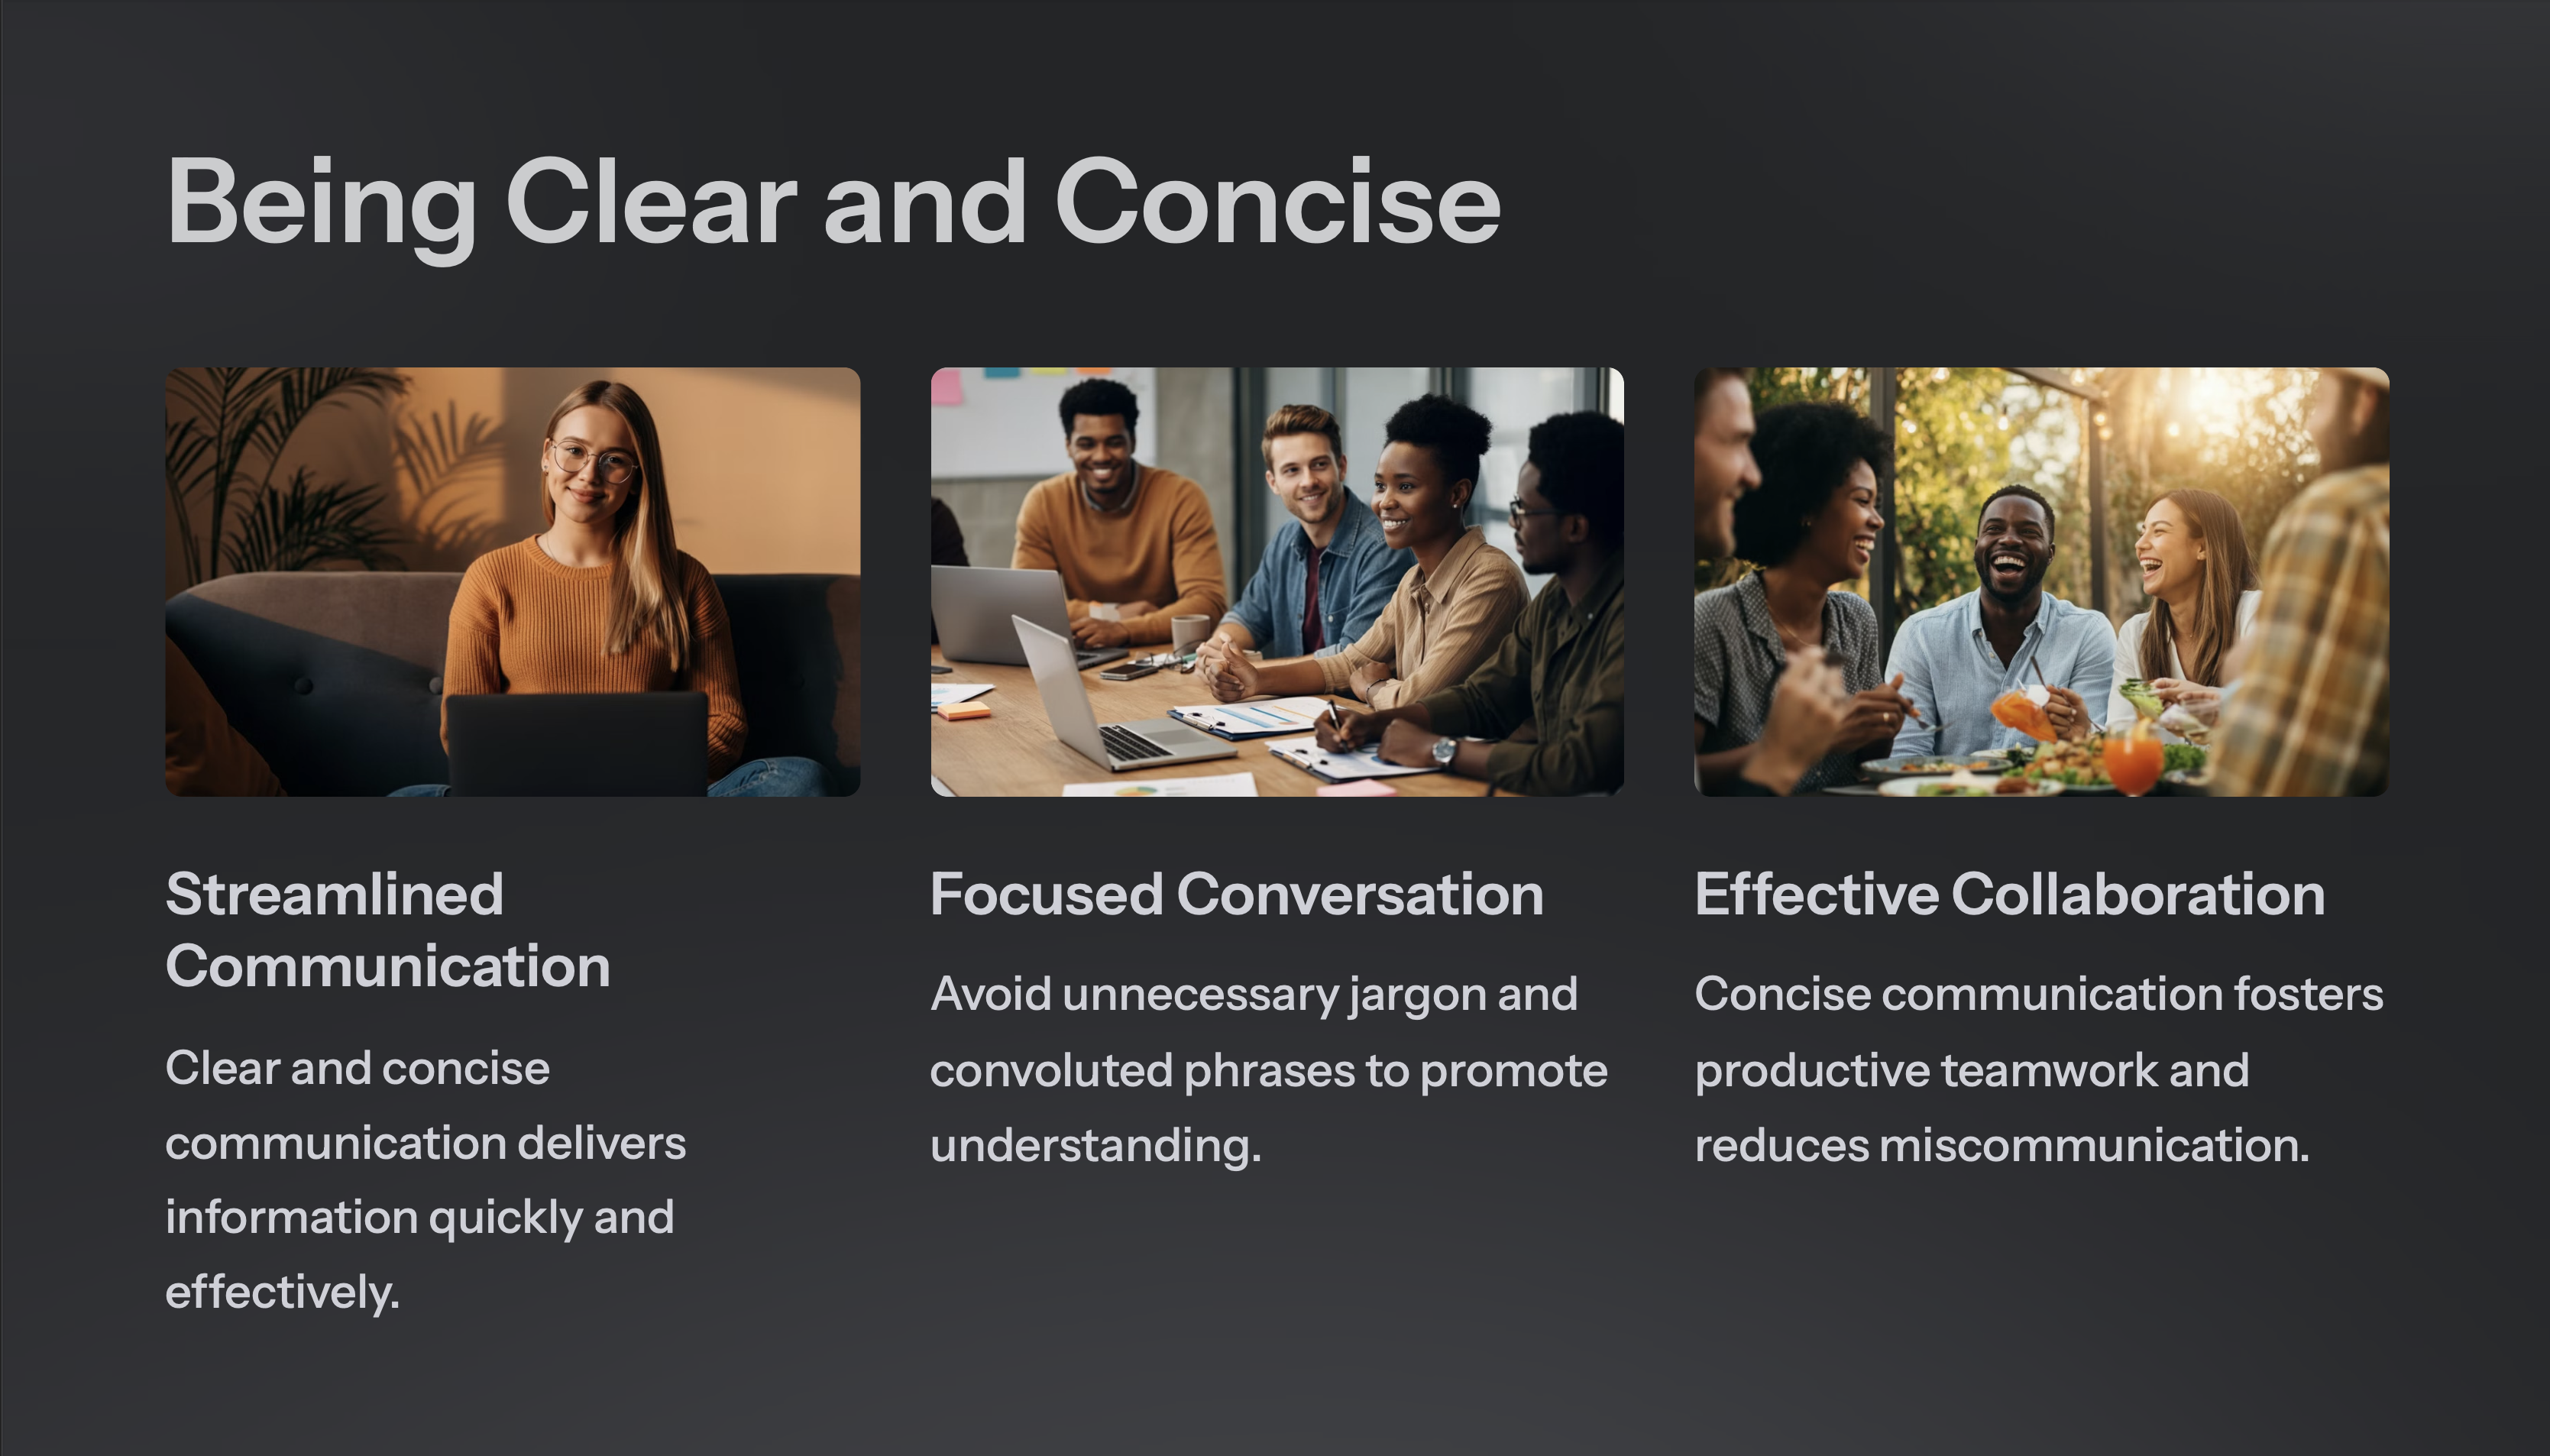 Being Clear and Concise
Streamlined
Communication
Clear and concise
communication delivers
information quickly and
effectively.
Focused Conversation
Avoid unnecessary jargon and
convoluted phrases to promote
understanding.
Effective Collaboration
Concise communication fosters
productive teamwork and
reduces miscommunication.